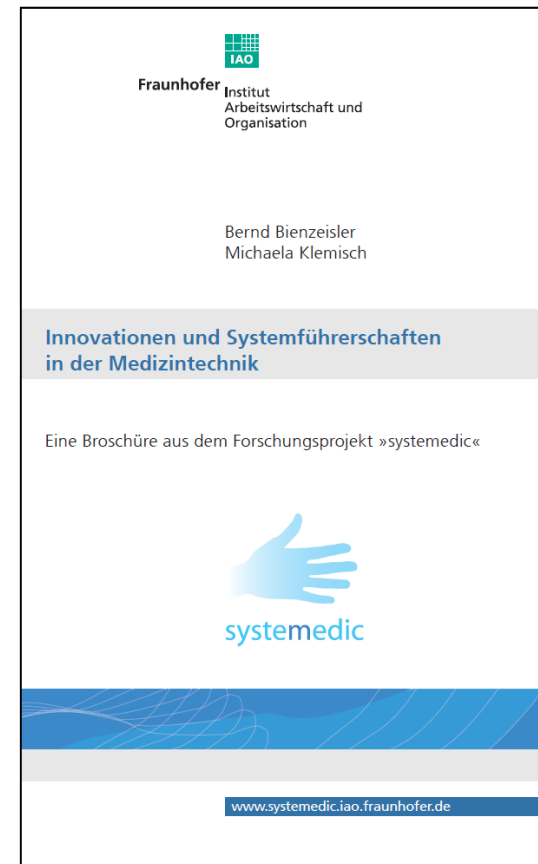 IAO
Fraunhofer Institut
Arbeitswirtschaft und
Organisation
Bernd Bienzeisler
Michaela Klemisch
Innovationen und Systemführerschaften
in der Medizintechnik
Eine Broschüre aus dem Forschungsprojekt »systemedic«
systemedic
www.systemedic.iao.fraunhofer.de